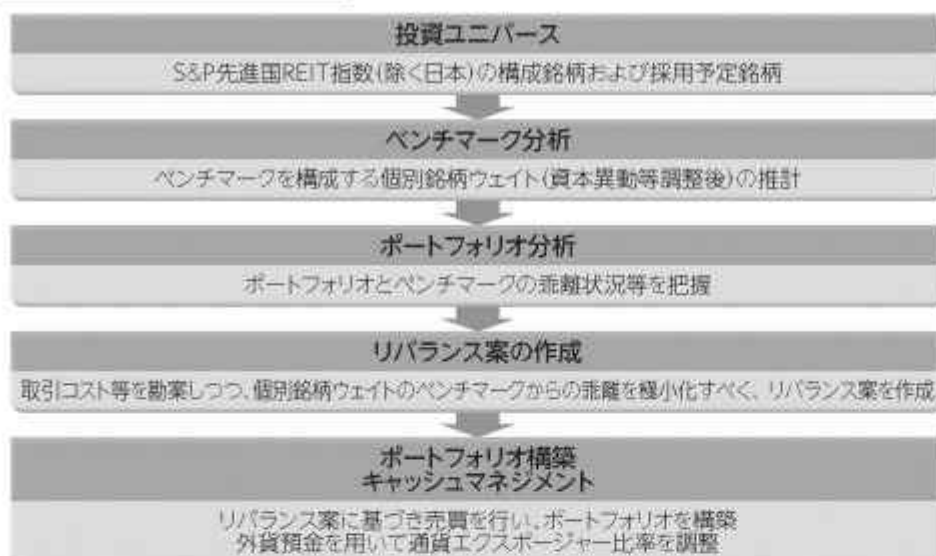 投資ユニバース
S&P先進国REIT指数(除く日本)の構成銘柄および採用予定銘柄
ベンチマーク分析
ベンチマークを構成する個別銘柄ウェイト(資本異動等調整後)の推計
ポートフォリオ分析
ポートフォリオとベンチマークの乖離状況等を把握
リバランス案の作成
取引コスト等を勘案しつつ、個別銘柄ウェイトのベンチマークからの乖離を極小化すべく、リバランス案を作成
ポートフォリオ構築
キャッシュマネジメント
リバランス案に基づき売買を行い、ポートフォリオを構築
外貨預金を用いて通貨エクスポージャー比率を調整